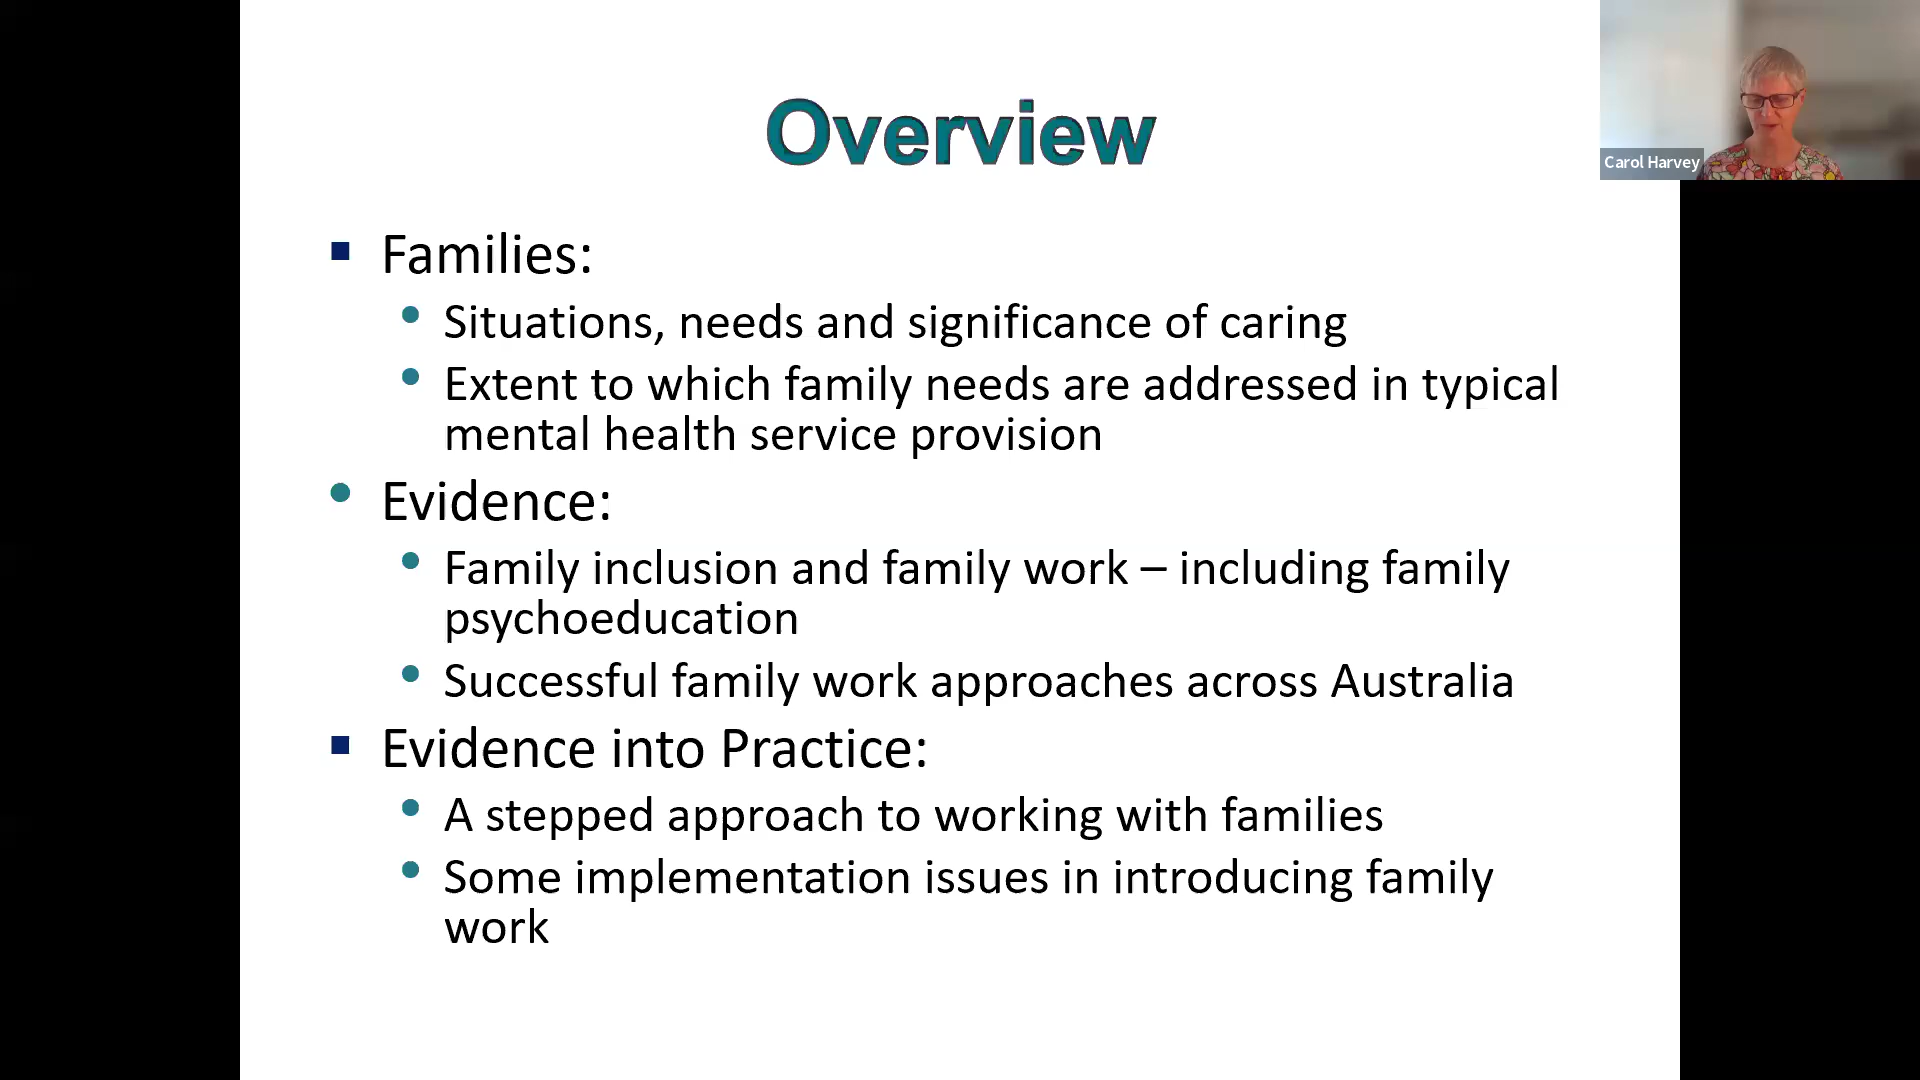 Overview
Carol Harvey
Families:
Situations, needs and significance of caring
Extent to which family needs are addressed in typical
mental health service provision
Evidence:
Family inclusion and family work – including family
psychoeducation
Successful family work approaches across Australia
Evidence into Practice:
A stepped approach to working with families
Some implementation issues in introducing family
work